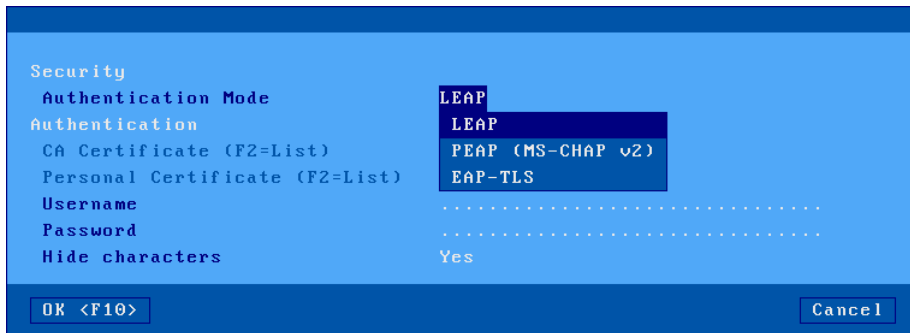 Security
Authentication Mode LEAP
Authentication LEAP
CA Certificate (F2=List) PEAP (MS-CHAP v2)
Personal Certificate (F2=List) EAP-TLS
Username ................................
Password ................................
Hide characters Yes
OK <F10> Cancel